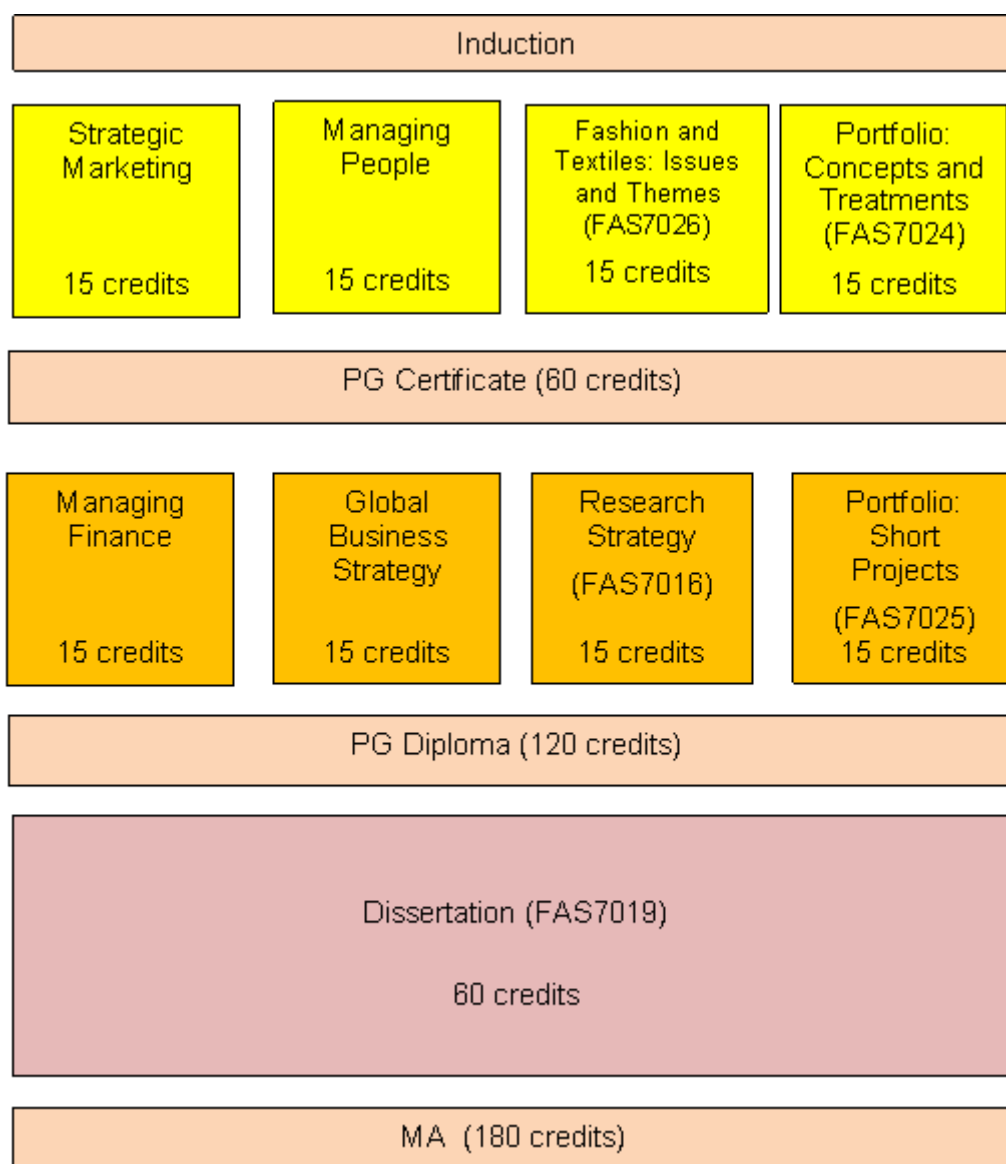 Induction
Strategic
Marketing
15 credits
Managing
People
15 credits
Fashion and
Textiles: Issues
and Themes
(FAS7026)
15 credits
Portfolio:
Concepts and
Treatments
(FAS7024)
15 credits
PG Certificate (60 credits)
Managing
Finance
15 credits
Global
Business
Strategy
15 credits
Research
Strategy
(FAS7016)
15 credits
Portfolio:
Short
Projects
(FAS7025)
15 credits
PG Diploma (120 credits)
Dissertation (FAS7019)
60 credits
MA (180 credits)